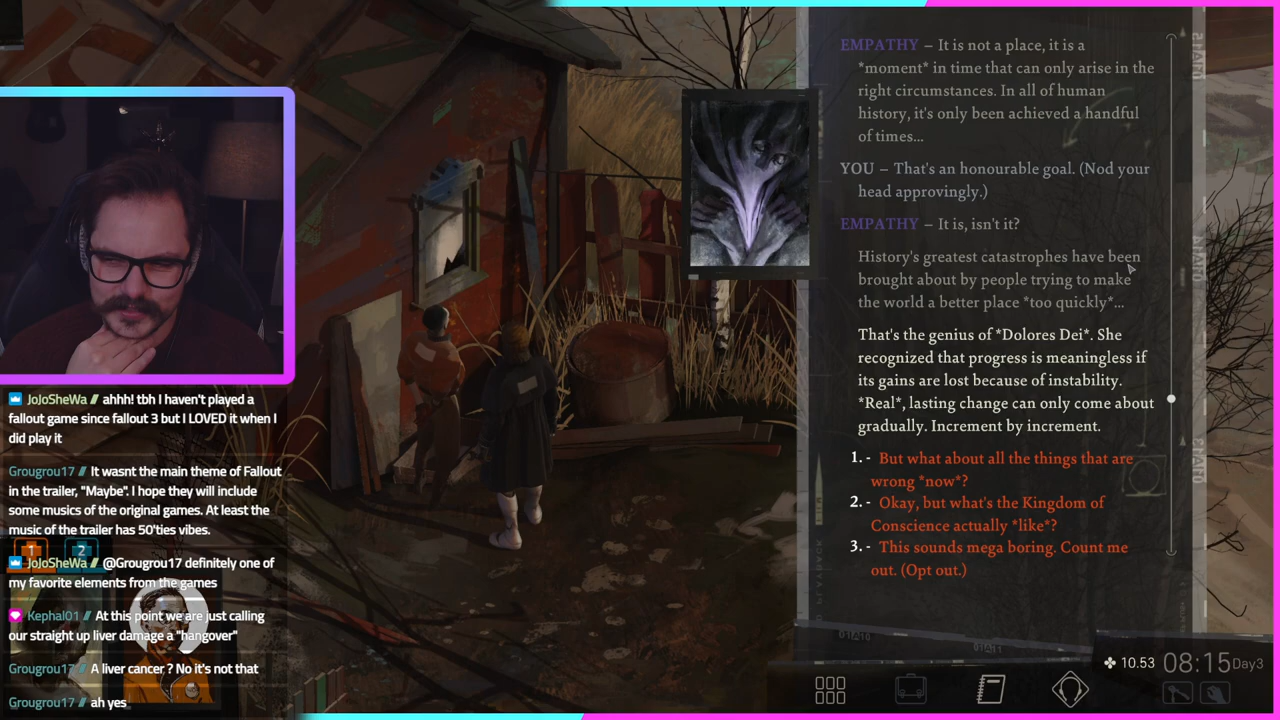 EMPATHY – It is not a place, it is a
*moment* in time that can only arise in the
right circumstances. In all of human
history, it's only been achieved a handful
of times...
YOU – That's an honourable goal. (Nod your
head approvingly.)
EMPATHY – It is, isn't it?
History's greatest catastrophes have been
brought about by people trying to make
the world a better place *too quickly*...
That's the genius of *Dolores Dei*. She
recognized that progress is meaningless if
its gains are lost because of instability.
*Real*, lasting change can only come about
gradually. Increment by increment.
1. - But what about all the things that are
wrong *now*?
2. - Okay, but what's the Kingdom of
Conscience actually *like*?
3. - This sounds mega boring. Count me
out. (Opt out.)
JoJoSheWa // ahhh! tbh I haven't played a
fallout game since fallout 3 but I LOVED it when I
did play it
Grougrou17 // It wasnt the main theme of Fallout
in the trailer, "Maybe". I hope they will include
some musics of the original games. At least the
music of the trailer has 50'ties vibes.
1 2
JoJoSheWa // @Grougrou17 definitely one of
my favorite elements from the games
Kephal01 // At this point we are just calling
our straight up liver damage a "hangover"
Grougrou17 // A liver cancer ? No it's not that
Grougrou17 // ah yes
01A10
01A11
10.53 08:15 Day3